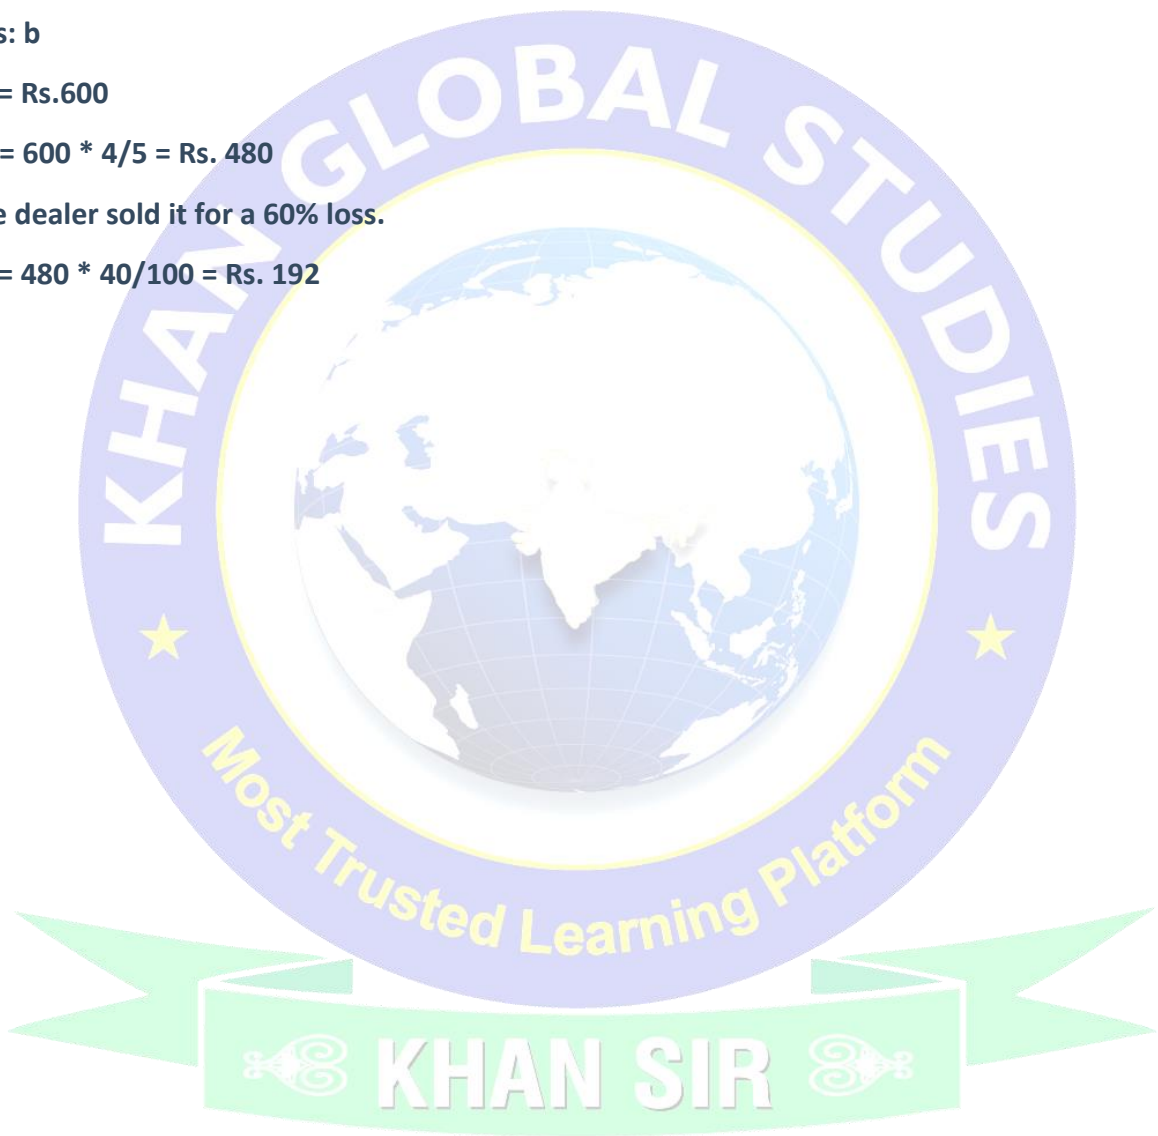 s: b
= Rs.600
= 600 * 4/5 = Rs. 480
e dealer sold it for a 60% loss.
= 480 * 40/100 = Rs. 192
KHAN GLOBAL STUDIES
Most Trusted Learning Platform
KHAN SIR